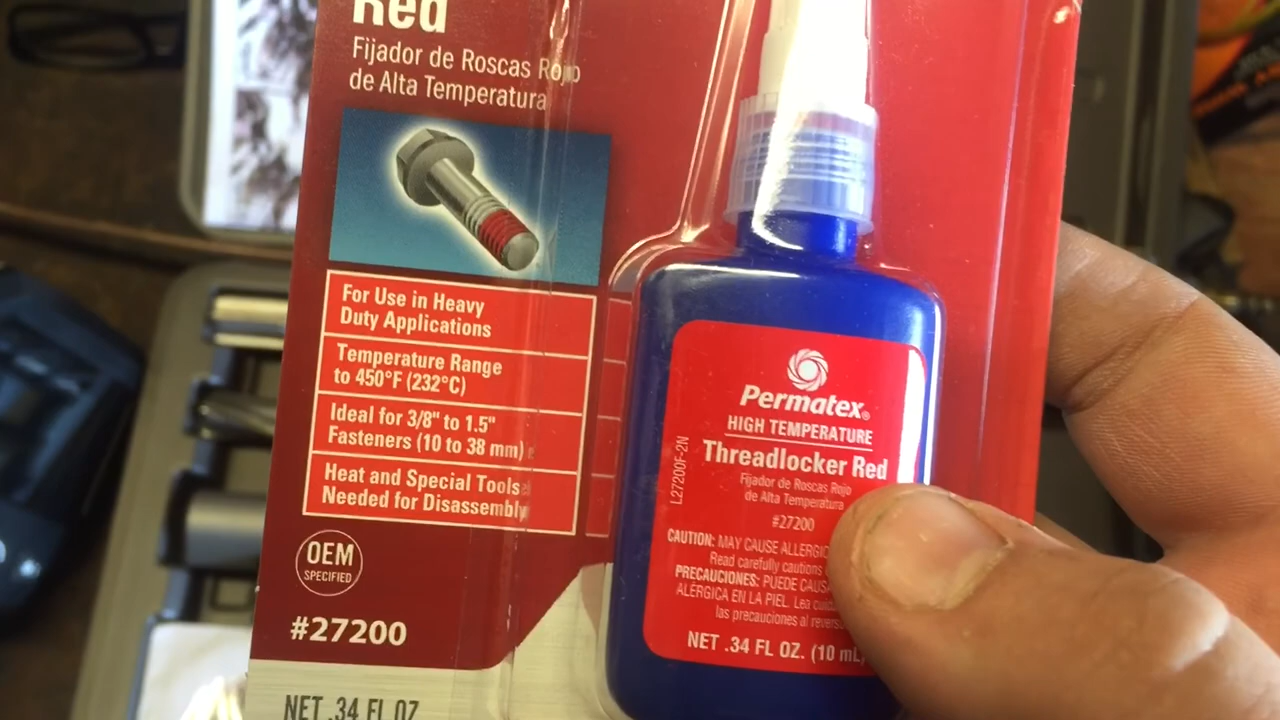 Red
Fijador de Roscas Rojo
de Alta Temperatura
For Use in Heavy
Duty Applications
Temperature Range
to 450°F (232°C)
Ideal for 3/8" to 1.5"
Fasteners (10 to 38 mm)
Heat and Special Tools
Needed for Disassembly
OEM
SPECIFIED
#27200
NET .34 FL OZ
Permatex®
HIGH TEMPERATURE
Threadlocker Red
Fijador de Roscas Rojo
de Alta Temperatura
#27200
L27200F-2N
CAUTION: MAY CAUSE
Read carefully cautions
PRECAUCIONES: PUEDE
ALÉRGICA EN LA PIEL. Lea
las precauciones al
NET .34 FL OZ. (10 mL